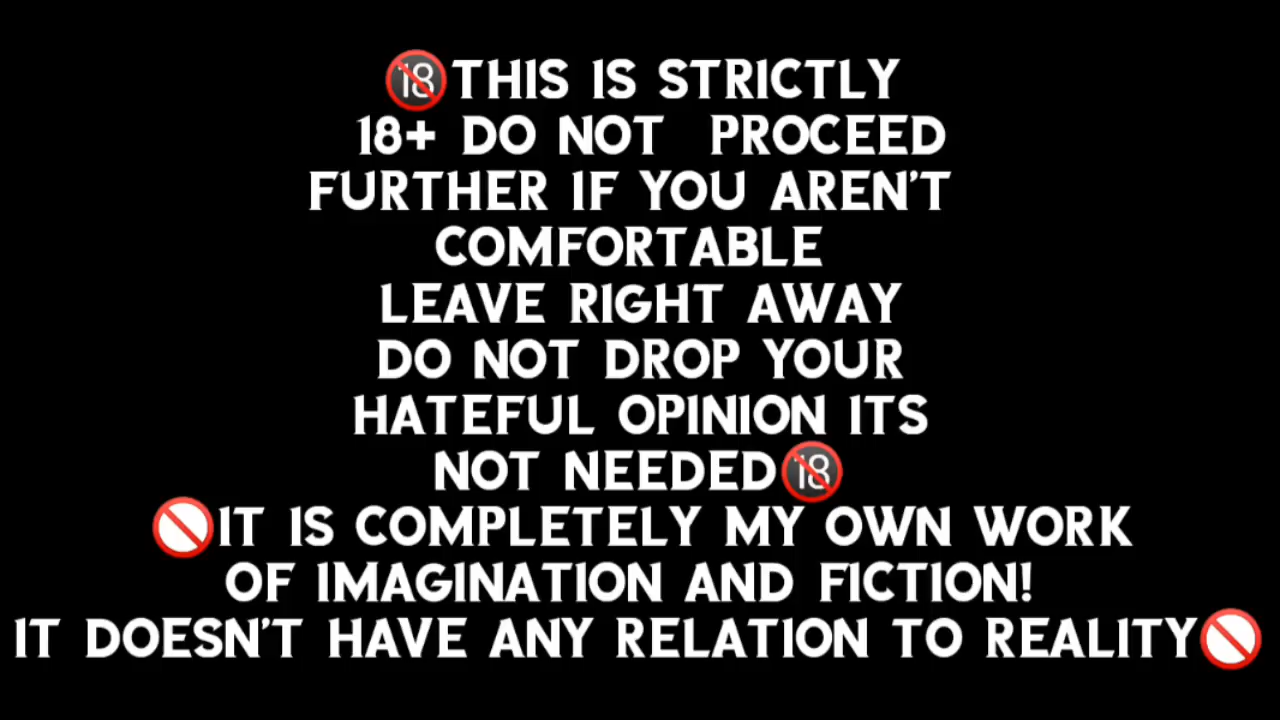 🔞THIS IS STRICTLY
18+ DO NOT PROCEED
FURTHER IF YOU AREN'T
COMFORTABLE
LEAVE RIGHT AWAY
DO NOT DROP YOUR
HATEFUL OPINION ITS
NOT NEEDED🔞
🚫IT IS COMPLETELY MY OWN WORK
OF IMAGINATION AND FICTION!
IT DOESN'T HAVE ANY RELATION TO REALITY🚫